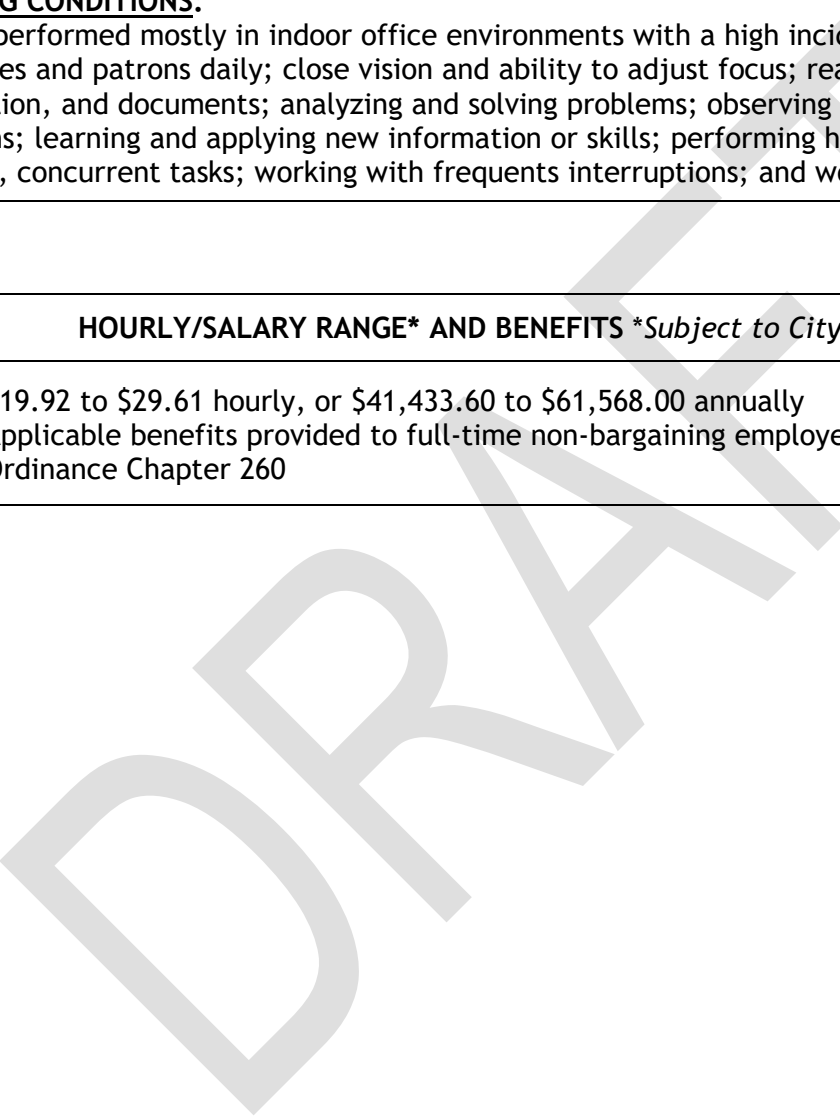 G CONDITIONS:
performed mostly in indoor office environments with a high inci
es and patrons daily; close vision and ability to adjust focus; rea
ion, and documents; analyzing and solving problems; observing
s; learning and applying new information or skills; performing h
, concurrent tasks; working with frequents interruptions; and w
HOURLY/SALARY RANGE* AND BENEFITS *Subject to City
19.92 to $29.61 hourly, or $41,433.60 to $61,568.00 annually
pplicable benefits provided to full-time non-bargaining employe
Ordinance Chapter 260
DRAFT